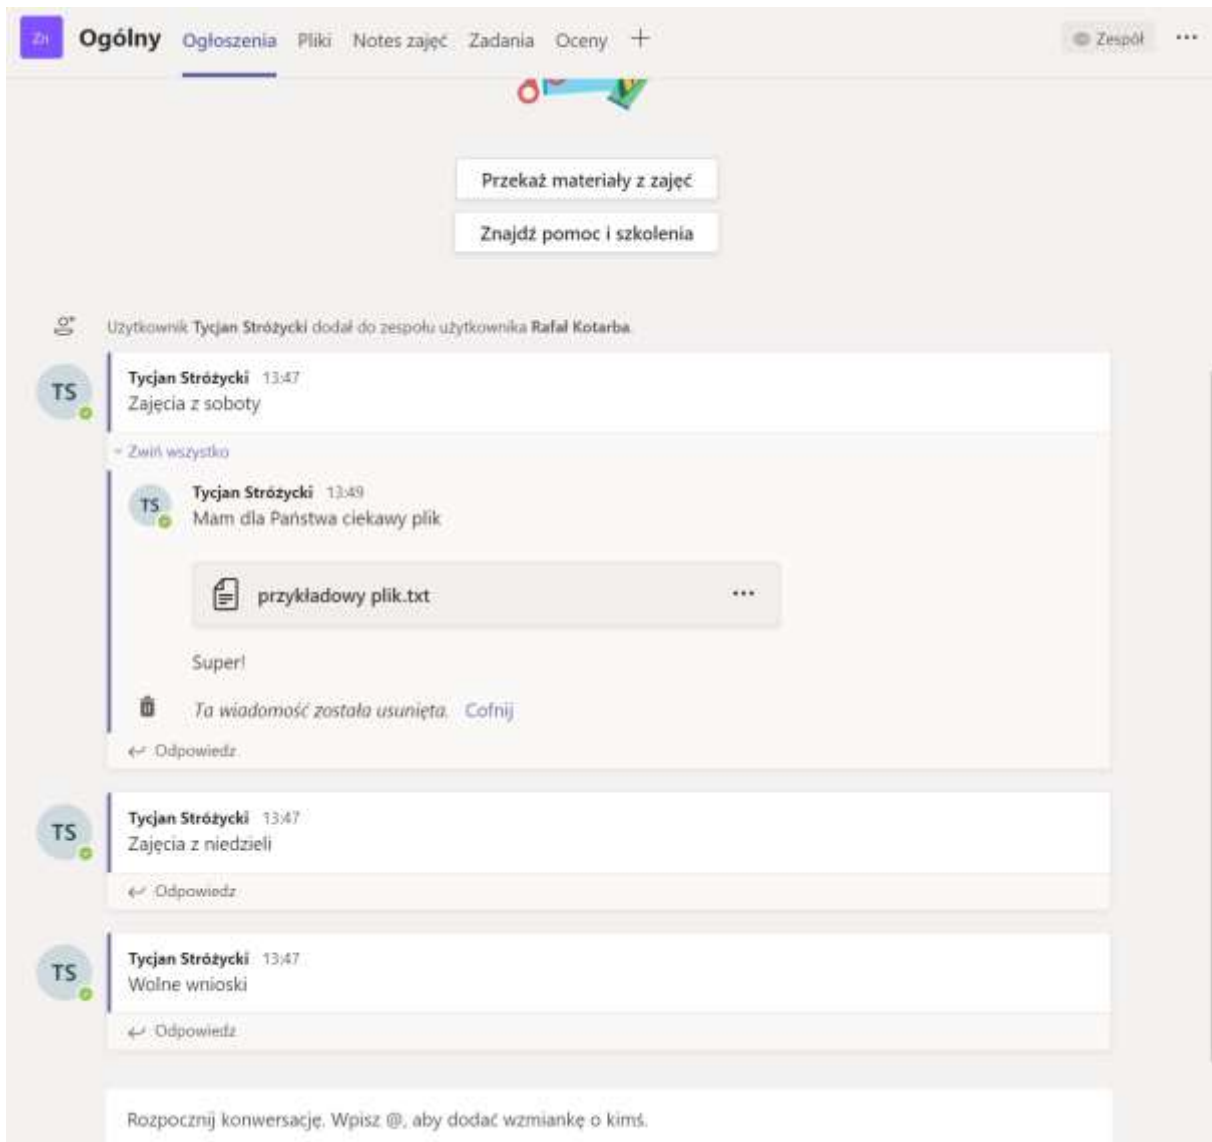 Zn Ogólny Ogłoszenia Pliki Notes zajęć Zadania Oceny + Zespół ...
Przekaż materiały z zajęć
Znajdź pomoc i szkolenia
Użytkownik Tycjan Stróżycki dodał do zespołu użytkownika Rafał Kotarba.
TS
Tycjan Stróżycki 13:47
Zajęcia z soboty
Zwiń wszystko
TS
Tycjan Stróżycki 13:49
Mam dla Państwa ciekawy plik
przykładowy plik.txt ...
Super!
Ta wiadomość została usunięta. Cofnij
Odpowiedz
TS
Tycjan Stróżycki 13:47
Zajęcia z niedzieli
Odpowiedz
TS
Tycjan Stróżycki 13:47
Wolne wnioski
Odpowiedz
Rozpocznij konwersację. Wpisz @, aby dodać wzmiankę o kimś.